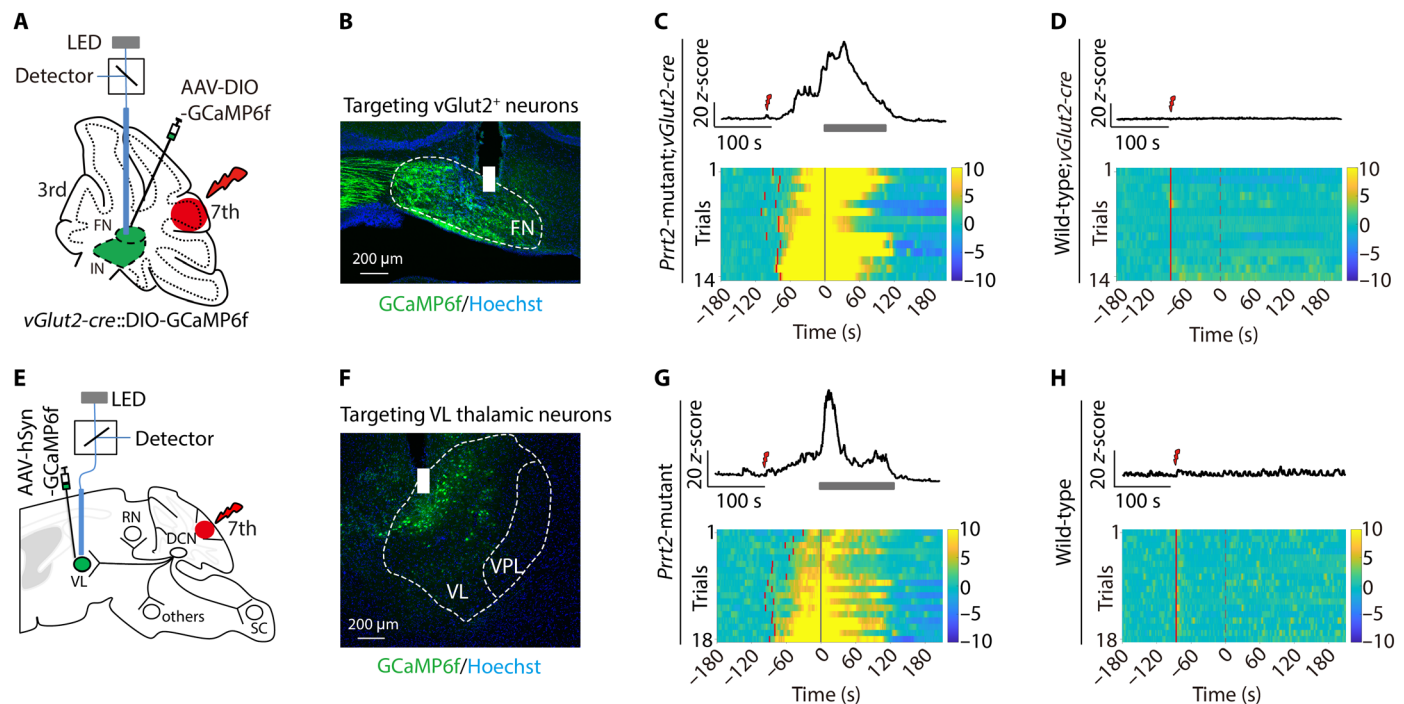 A
LED
Detector
AAV-DIO
-GCaMP6f
3rd
7th
FN
IN
vGlut2-cre::DIO-GCaMP6f
B
Targeting vGlut2+ neurons
FN
200 µm
GCaMP6f/Hoechst
C
Prrt2-mutant;vGlut2-cre
20 z-score
100 s
1
Trials
14
10
5
0
−5
−10
−180
−120
−60
0
60
120
180
Time (s)
D
Wild-type;vGlut2-cre
20 z-score
100 s
1
Trials
14
10
5
0
−5
−10
−180
−120
−60
0
60
120
180
Time (s)
E
AAV-hSyn
-GCaMP6f
LED
Detector
RN
DCN
7th
VL
others
SC
F
Targeting VL thalamic neurons
VL
VPL
200 µm
GCaMP6f/Hoechst
G
Prrt2-mutant
20 z-score
100 s
1
Trials
18
10
5
0
−5
−10
−180
−120
−60
0
60
120
180
Time (s)
H
Wild-type
20 z-score
100 s
1
Trials
18
10
5
0
−5
−10
−180
−120
−60
0
60
120
180
Time (s)